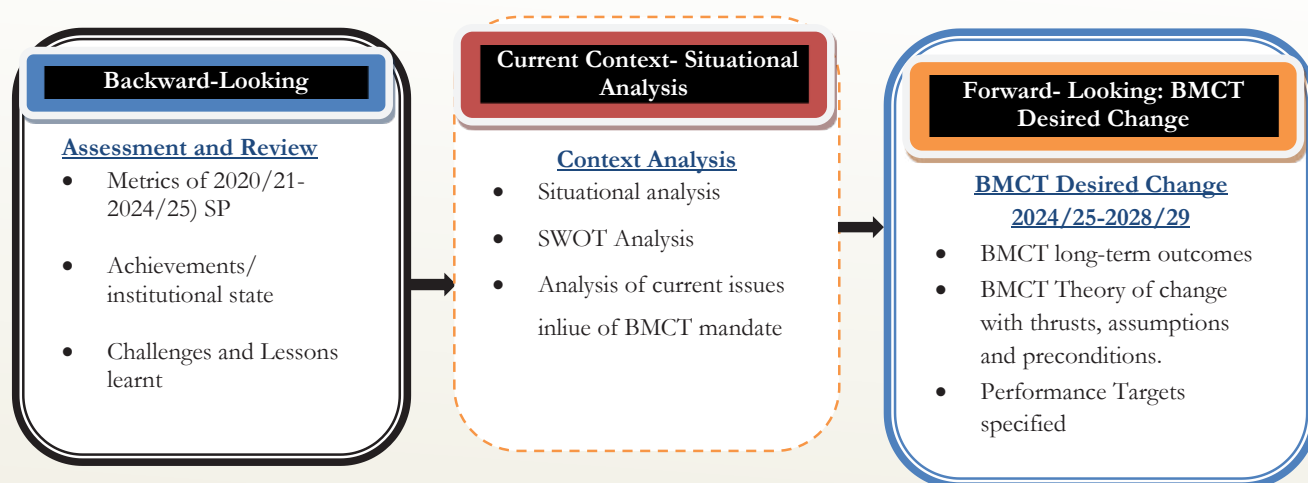 Backward-Looking
Assessment and Review
• Metrics of 2020/21-
2024/25) SP
• Achievements/
institutional state
• Challenges and Lessons
learnt
Current Context- Situational
Analysis
Context Analysis
• Situational analysis
• SWOT Analysis
• Analysis of current issues
inliue of BMCT mandate
Forward- Looking: BMCT
Desired Change
BMCT Desired Change
2024/25-2028/29
• BMCT long-term outcomes
• BMCT Theory of change
with thrusts, assumptions
and preconditions.
• Performance Targets
specified